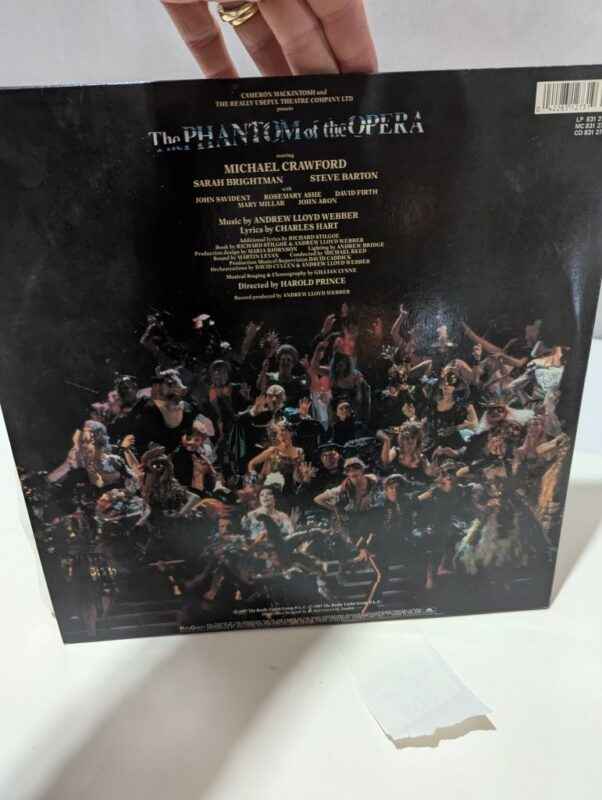 CAMERON MACKINTOSH and
THE REALLY USEFUL THEATRE COMPANY LTD
present
The PHANTOM of the OPERA
starring
MICHAEL CRAWFORD
SARAH BRIGHTMAN STEVE BARTON
with
JOHN SAVIDENT ROSEMARY ASHE DAVID FIRTH
MARY MILLAR JOHN ARON
Music by ANDREW LLOYD WEBBER
Lyrics by CHARLES HART
Additional lyrics by RICHARD STILGOE
Book by RICHARD STILGOE & ANDREW LLOYD WEBBER
Production design by MARIA BJORNSON Lighting by ANDREW BRIDGE
Sound by MARTIN LEVAN Conducted by MICHAEL REED
Production Musical Supervision DAVID CADDICK
Orchestrations by DAVID CULLEN & ANDREW LLOYD WEBBER
Musical Staging & Choreography by GILLIAN LYNNE
Directed by HAROLD PRINCE
Record produced by ANDREW LLOYD WEBBER
LP 831 2
MC 831 27
CD 831 27